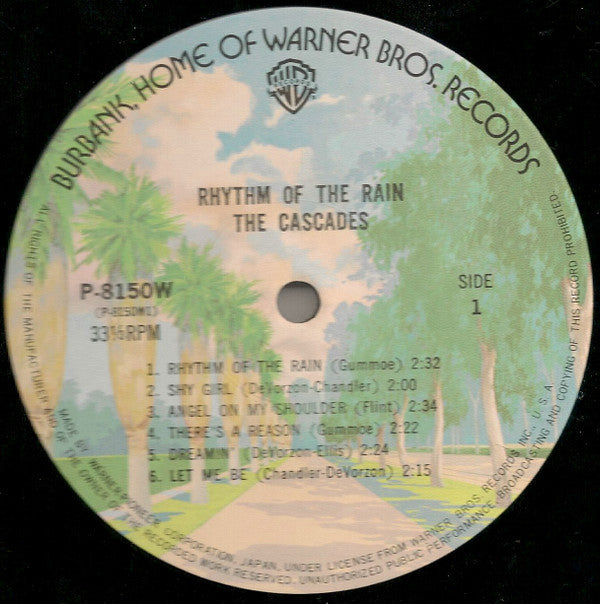 BURBANK, HOME OF WARNER BROS. RECORDS
RECORDS
RHYTHM OF THE RAIN
THE CASCADES
P-8150W
(P-8150W1)
33⅓RPM
SIDE
1
1. RHYTHM OF THE RAIN (Gummoe) 2:32
2. SHY GIRL (DeVorzon-Chandler) 2:00
3. ANGEL ON MY SHOULDER (Flint) 2:34
4. THERE'S A REASON (Gummoe) 2:22
5. DREAMIN' (DeVorzon-Ellis) 2:24
6. LET ME BE (Chandler-DeVorzon) 2:15
MADE BY WARNER-PIONEER CORPORATION, JAPAN, UNDER LICENSE FROM WARNER BROS. RECORDS INC., U.S.A.
ALL RIGHTS OF THE MANUFACTURER AND OF THE OWNER OF THE RECORDED WORK RESERVED. UNAUTHORIZED PUBLIC PERFORMANCE, BROADCASTING AND COPYING OF THIS RECORD PROHIBITED.